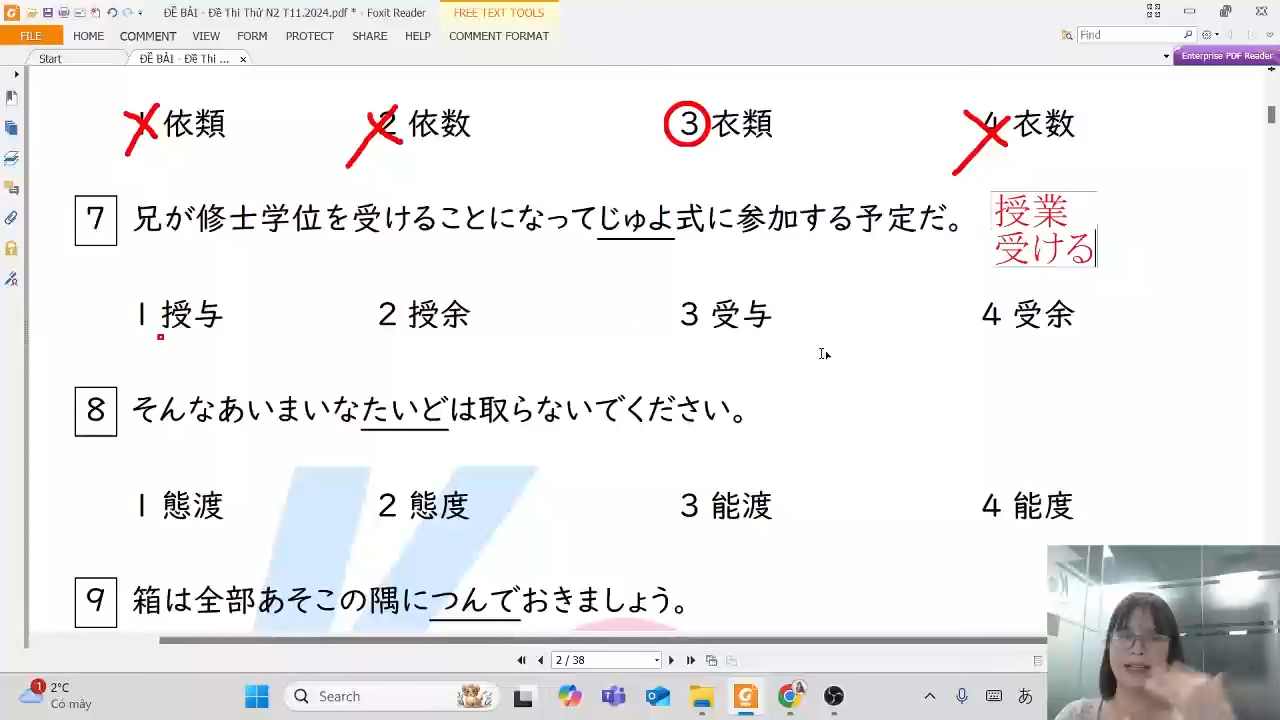 ĐỀ BÀI - Đề Thi Thử N2 T11.2024.pdf * - Foxit Reader
FREE TEXT TOOLS
FILE HOME COMMENT VIEW FORM PROTECT SHARE HELP COMMENT FORMAT
Find
Start
ĐỀ BÀI - Đề Thi ...
Enterprise PDF Reader
1 依類 2 依数 3 衣類 4 衣数
7 兄が修士学位を受けることになってじゅよ式に参加する予定だ。
授業
受ける
1 授与 2 授余 3 受与 4 受余
8 そんなあいまいなたいどは取らないでください。
1 態渡 2 態度 3 能渡 4 能度
9 箱は全部あそこの隅につんでおきましょう。
2 / 38
1
2°C
Có mây
Search
あ